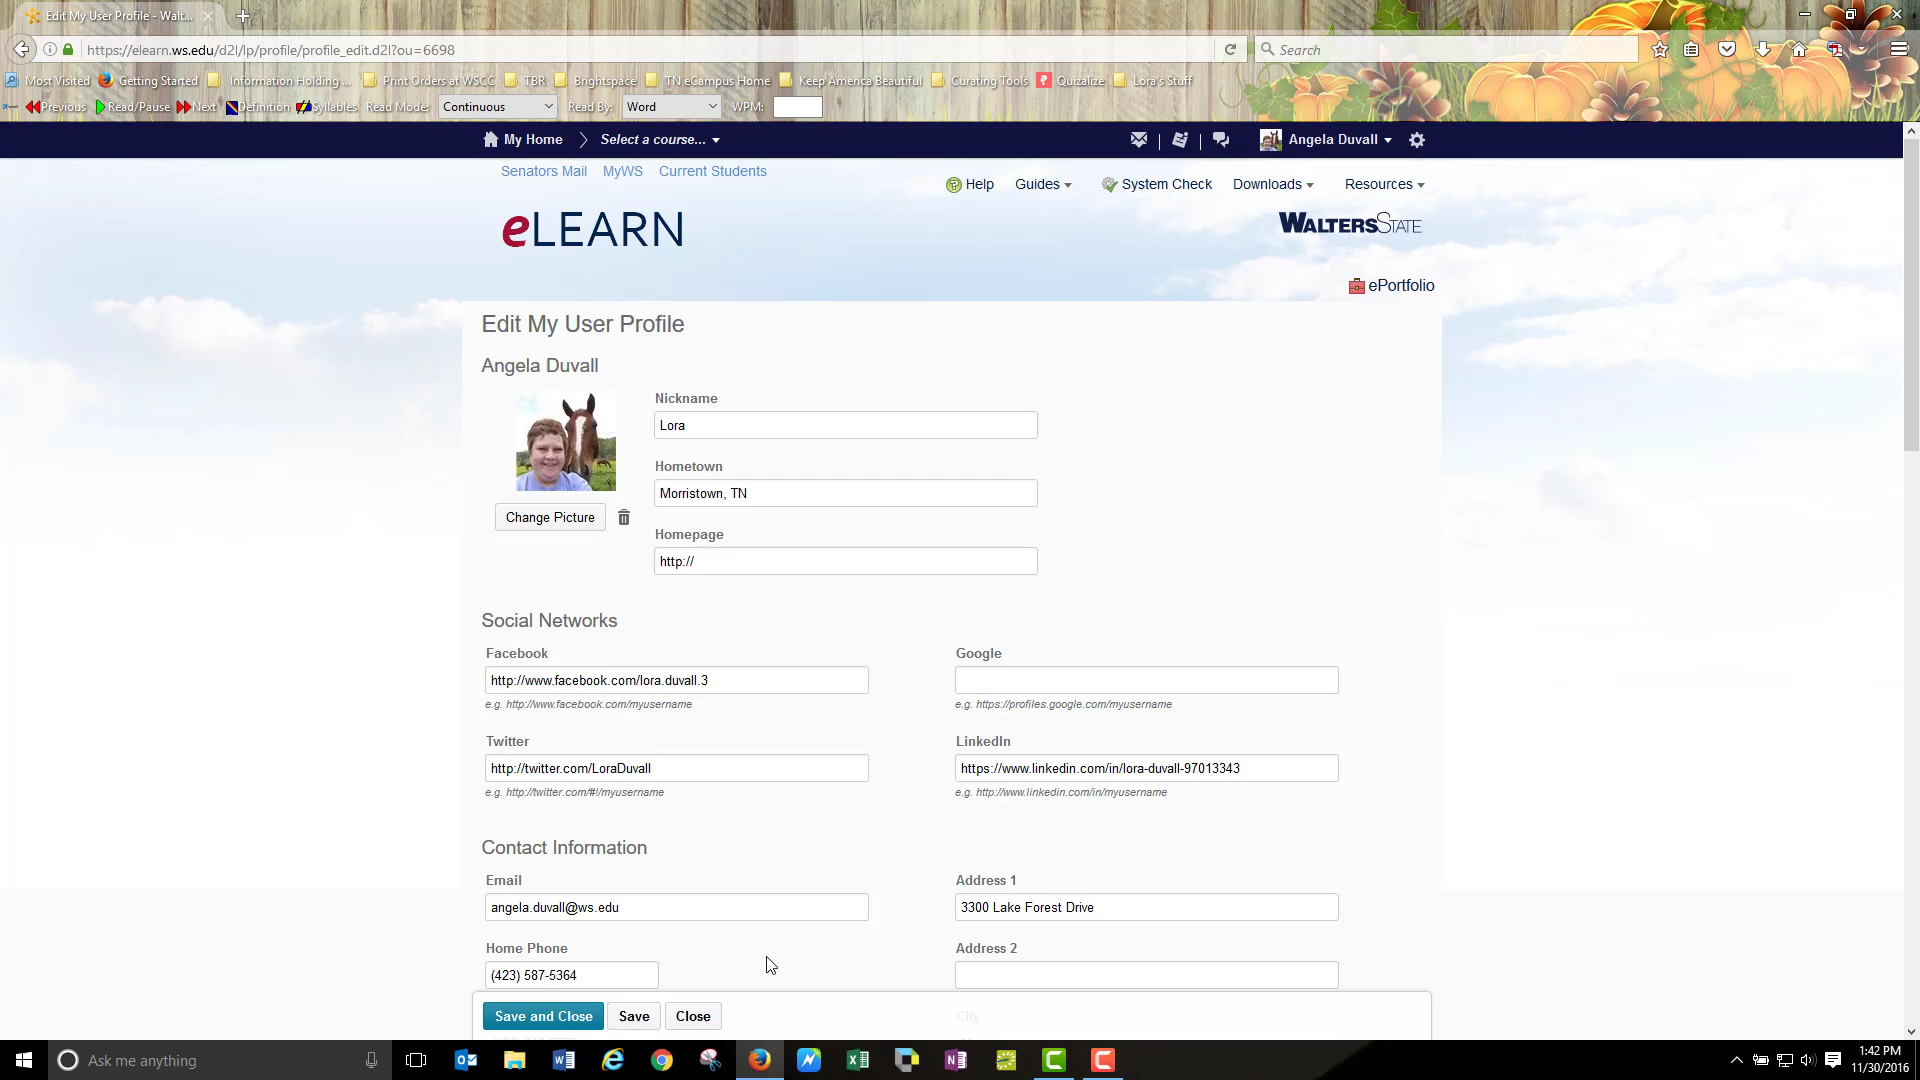 Edit My User Profile - Walt...
https://elearn.ws.edu/d2l/lp/profile/profile_edit.d2l?ou=6698
Search
Most Visited Getting Started Information Holding ... Print Orders at WSCC TBR Brightspace TN eCampus Home Keep America Beautiful Curating Tools Quizalize Lora's Stuff
Previous Read/Pause Next Definition Syllables Read Mode: Continuous Read By: Word WPM:
My Home Select a course... Angela Duvall
Senators Mail MyWS Current Students
Help Guides System Check Downloads Resources
eLEARN
WALTERS STATE
ePortfolio
Edit My User Profile
Angela Duvall
Nickname
Lora
Hometown
Morristown, TN
Change Picture
Homepage
http://
Social Networks
Facebook Google
http://www.facebook.com/lora.duvall.3
e.g. http://www.facebook.com/myusername e.g. https://profiles.google.com/myusername
Twitter LinkedIn
http://twitter.com/LoraDuvall https://www.linkedin.com/in/lora-duvall-97013343
e.g. http://twitter.com/#!/myusername e.g. http://www.linkedin.com/in/myusername
Contact Information
Email Address 1
angela.duvall@ws.edu 3300 Lake Forest Drive
Home Phone Address 2
(423) 587-5364
Save and Close Save Close City
Ask me anything
1:42 PM
11/30/2016